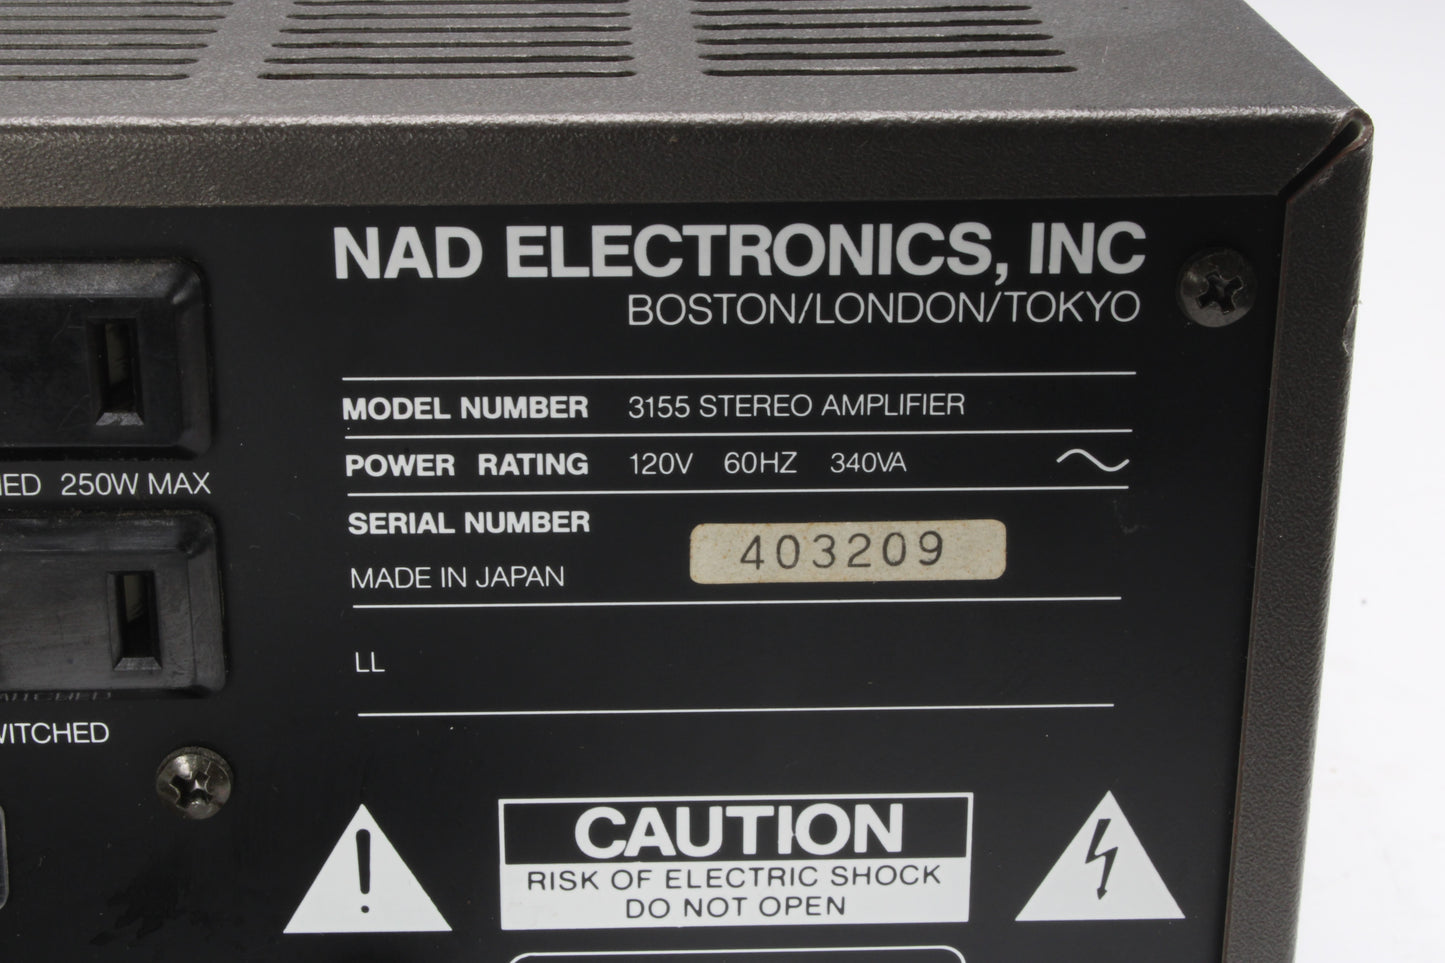 NAD ELECTRONICS, INC
BOSTON/LONDON/TOKYO
MODEL NUMBER 3155 STEREO AMPLIFIER
POWER RATING 120V 60HZ 340VA
250W MAX
SERIAL NUMBER 403209
MADE IN JAPAN
LL
CAUTION
RISK OF ELECTRIC SHOCK
DO NOT OPEN